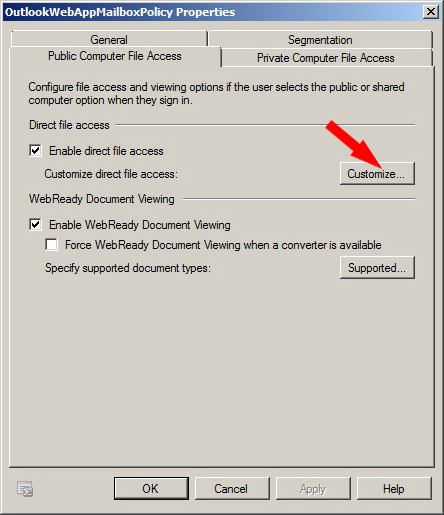 OutlookWebAppMailboxPolicy Properties
General
Segmentation
Public Computer File Access
Private Computer File Access
Configure file access and viewing options if the user selects the public or shared
computer option when they sign in.
Direct file access
Enable direct file access
Customize direct file access:
Customize...
WebReady Document Viewing
Enable WebReady Document Viewing
Force WebReady Document Viewing when a converter is available
Specify supported document types:
Supported...
OK
Cancel
Apply
Help